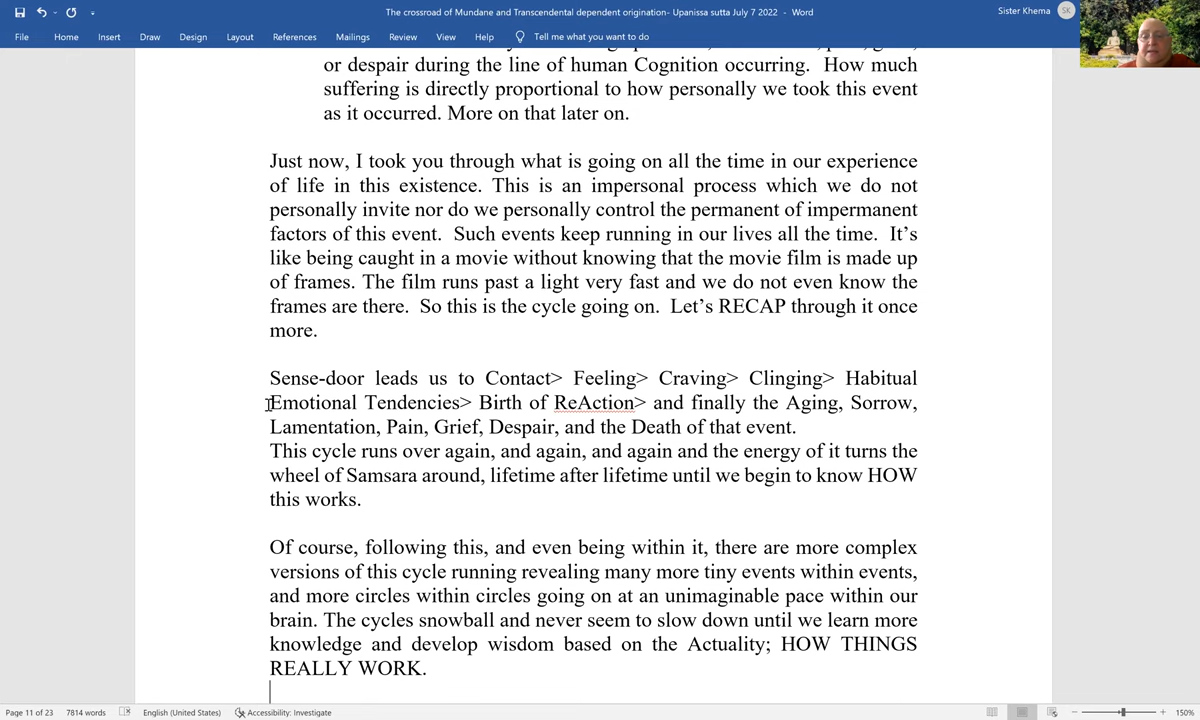 The crossroad of Mundane and Transcendental dependent origination- Upanissa sutta July 7 2022 - Word
Sister Khema SK
File Home Insert Draw Design Layout References Mailings Review View Help Tell me what you want to do
or despair during the line of human Cognition occurring. How much
suffering is directly proportional to how personally we took this event
as it occurred. More on that later on.
Just now, I took you through what is going on all the time in our experience
of life in this existence. This is an impersonal process which we do not
personally invite nor do we personally control the permanent of impermanent
factors of this event. Such events keep running in our lives all the time. It’s
like being caught in a movie without knowing that the movie film is made up
of frames. The film runs past a light very fast and we do not even know the
frames are there. So this is the cycle going on. Let’s RECAP through it once
more.
Sense-door leads us to Contact> Feeling> Craving> Clinging> Habitual
Emotional Tendencies> Birth of ReAction> and finally the Aging, Sorrow,
Lamentation, Pain, Grief, Despair, and the Death of that event.
This cycle runs over again, and again, and again and the energy of it turns the
wheel of Samsara around, lifetime after lifetime until we begin to know HOW
this works.
Of course, following this, and even being within it, there are more complex
versions of this cycle running revealing many more tiny events within events,
and more circles within circles going on at an unimaginable pace within our
brain. The cycles snowball and never seem to slow down until we learn more
knowledge and develop wisdom based on the Actuality; HOW THINGS
REALLY WORK.
Page 11 of 23 7814 words English (United States) Accessibility: Investigate 150%